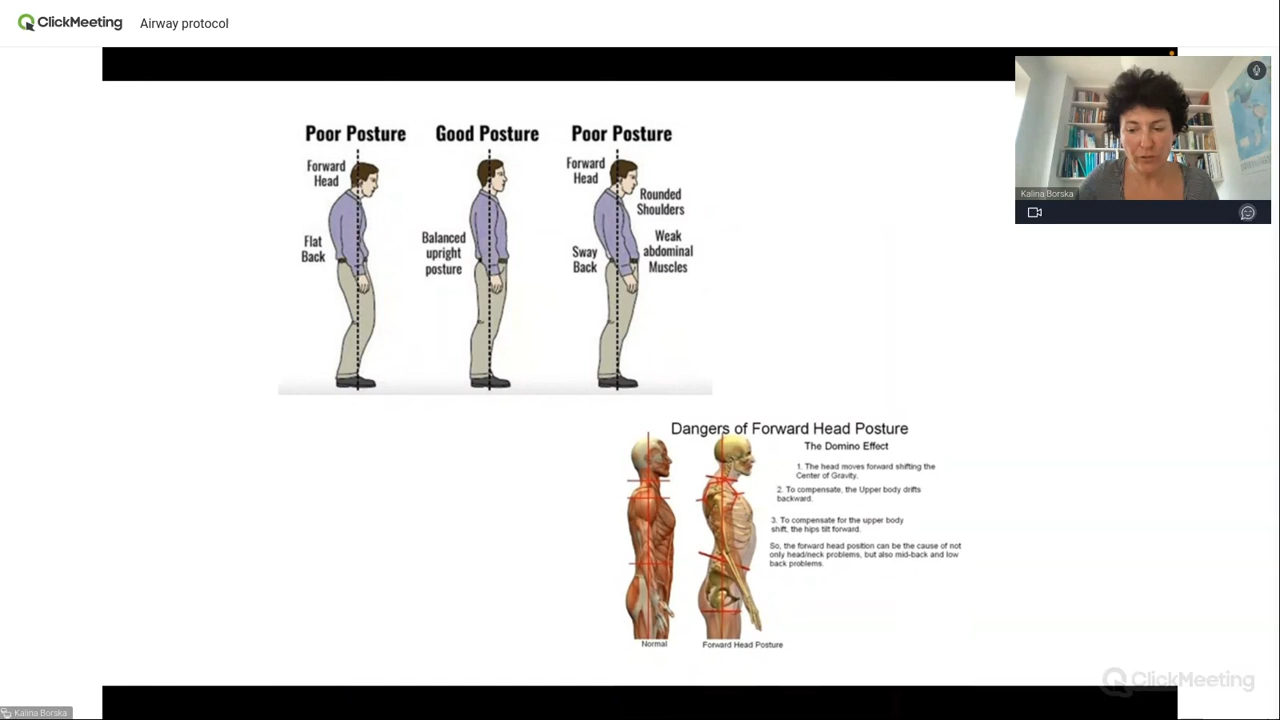 ClickMeeting
Airway protocol
Poor Posture
Good Posture
Poor Posture
Forward
Head
Flat
Back
Balanced
upright
posture
Forward
Head
Rounded
Shoulders
Sway
Back
Weak
abdominal
Muscles
Kalina Borska
Dangers of Forward Head Posture
The Domino Effect
1. The head moves forward shifting the
Center of Gravity.
2. To compensate, the Upper body drifts
backward.
3. To compensate for the upper body
shift, the hips tilt forward.
So, the forward head position can be the cause of not
only head/neck problems, but also mid-back and low
back problems.
Normal
Forward Head Posture
ClickMeeting
Kalina Borska